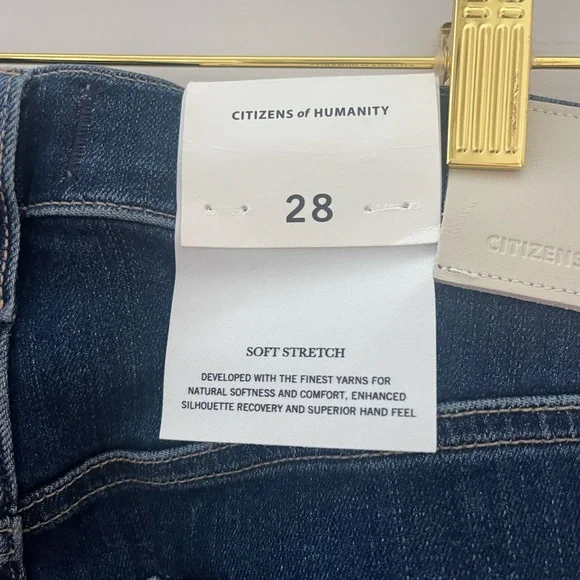 CITIZENS of HUMANITY
28
CITIZENS
SOFT STRETCH
DEVELOPED WITH THE FINEST YARNS FOR
NATURAL SOFTNESS AND COMFORT, ENHANCED
SILHOUETTE RECOVERY AND SUPERIOR HAND FEEL